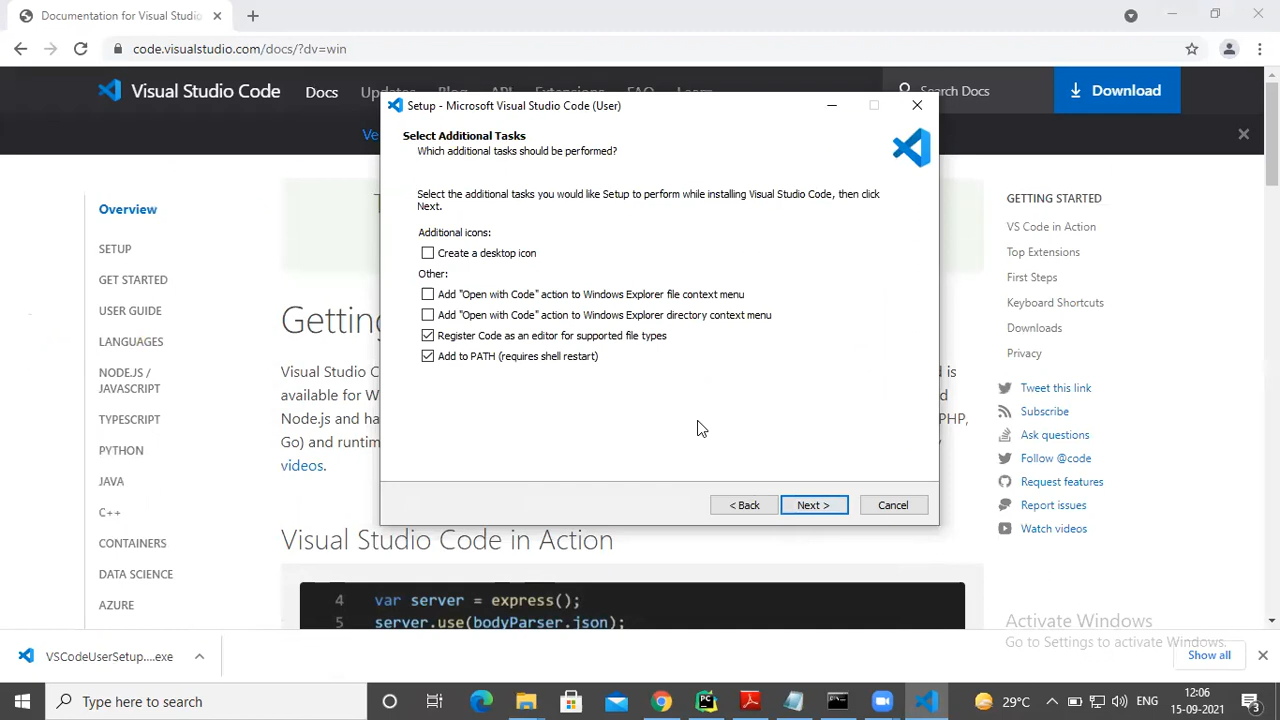 Documentation for Visual Studio
code.visualstudio.com/docs/?dv=win
Visual Studio Code
Docs
Updates
Blog
API
Extensions
FAQ
Learn
Search Docs
Download
Ve
Setup - Microsoft Visual Studio Code (User)
Select Additional Tasks
Which additional tasks should be performed?
Select the additional tasks you would like Setup to perform while installing Visual Studio Code, then click
Next.
Additional icons:
Create a desktop icon
Other:
Add "Open with Code" action to Windows Explorer file context menu
Add "Open with Code" action to Windows Explorer directory context menu
Register Code as an editor for supported file types
Add to PATH (requires shell restart)
< Back
Next >
Cancel
Overview
SETUP
GET STARTED
USER GUIDE
LANGUAGES
NODE.JS /
JAVASCRIPT
TYPESCRIPT
PYTHON
JAVA
C++
CONTAINERS
DATA SCIENCE
AZURE
Getting
Visual Studio C
d is
available for W
Node.js and ha
PHP,
Go) and runtim
videos.
Visual Studio Code in Action
4 var server = express();
5 server.use(bodyParser.json);
GETTING STARTED
VS Code in Action
Top Extensions
First Steps
Keyboard Shortcuts
Downloads
Privacy
Tweet this link
Subscribe
Ask questions
Follow @code
Request features
Report issues
Watch videos
Activate Windows
Go to Settings to activate Windows.
VSCodeUserSetup....exe
Show all
Type here to search
29°C
ENG
12:06
15-09-2021
3